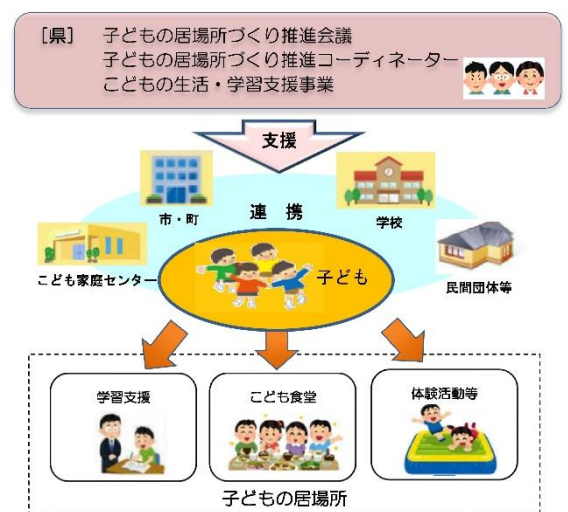 ［県］ 子どもの居場所づくり推進会議
子どもの居場所づくり推進コーディネーター
こどもの生活・学習支援事業
支援
市・町
連 携
学校
こども家庭センター
子ども
民間団体等
学習支援
こども食堂
体験活動等
子どもの居場所